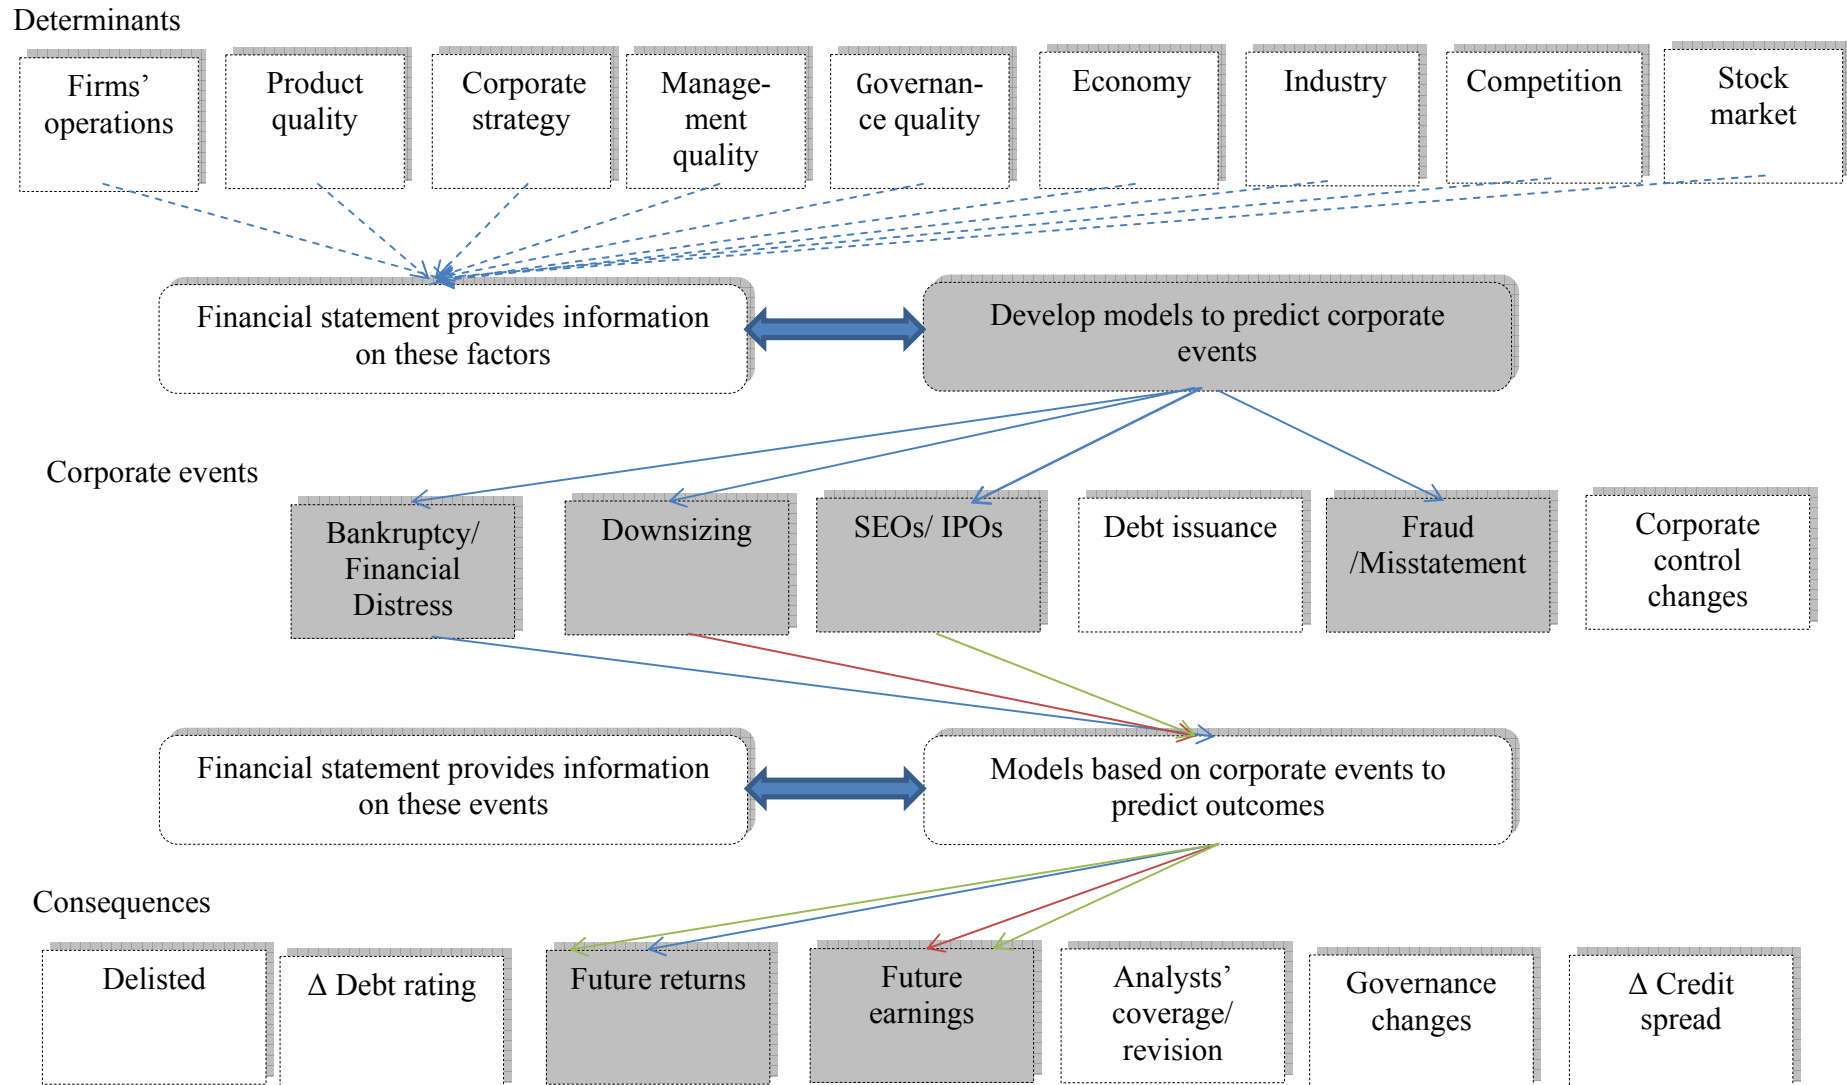 Determinants
Firms’
operations
Product
quality
Corporate
strategy
Manage-
ment
quality
Governan-
ce quality
Economy
Industry
Competition
Stock
market
Financial statement provides information
on these factors
Develop models to predict corporate
events
Corporate events
Bankruptcy/
Financial
Distress
Downsizing
SEOs/ IPOs
Debt issuance
Fraud
/Misstatement
Corporate
control
changes
Financial statement provides information
on these events
Models based on corporate events to
predict outcomes
Consequences
Delisted
Δ Debt rating
Future returns
Future
earnings
Analysts’
coverage/
revision
Governance
changes
Δ Credit
spread